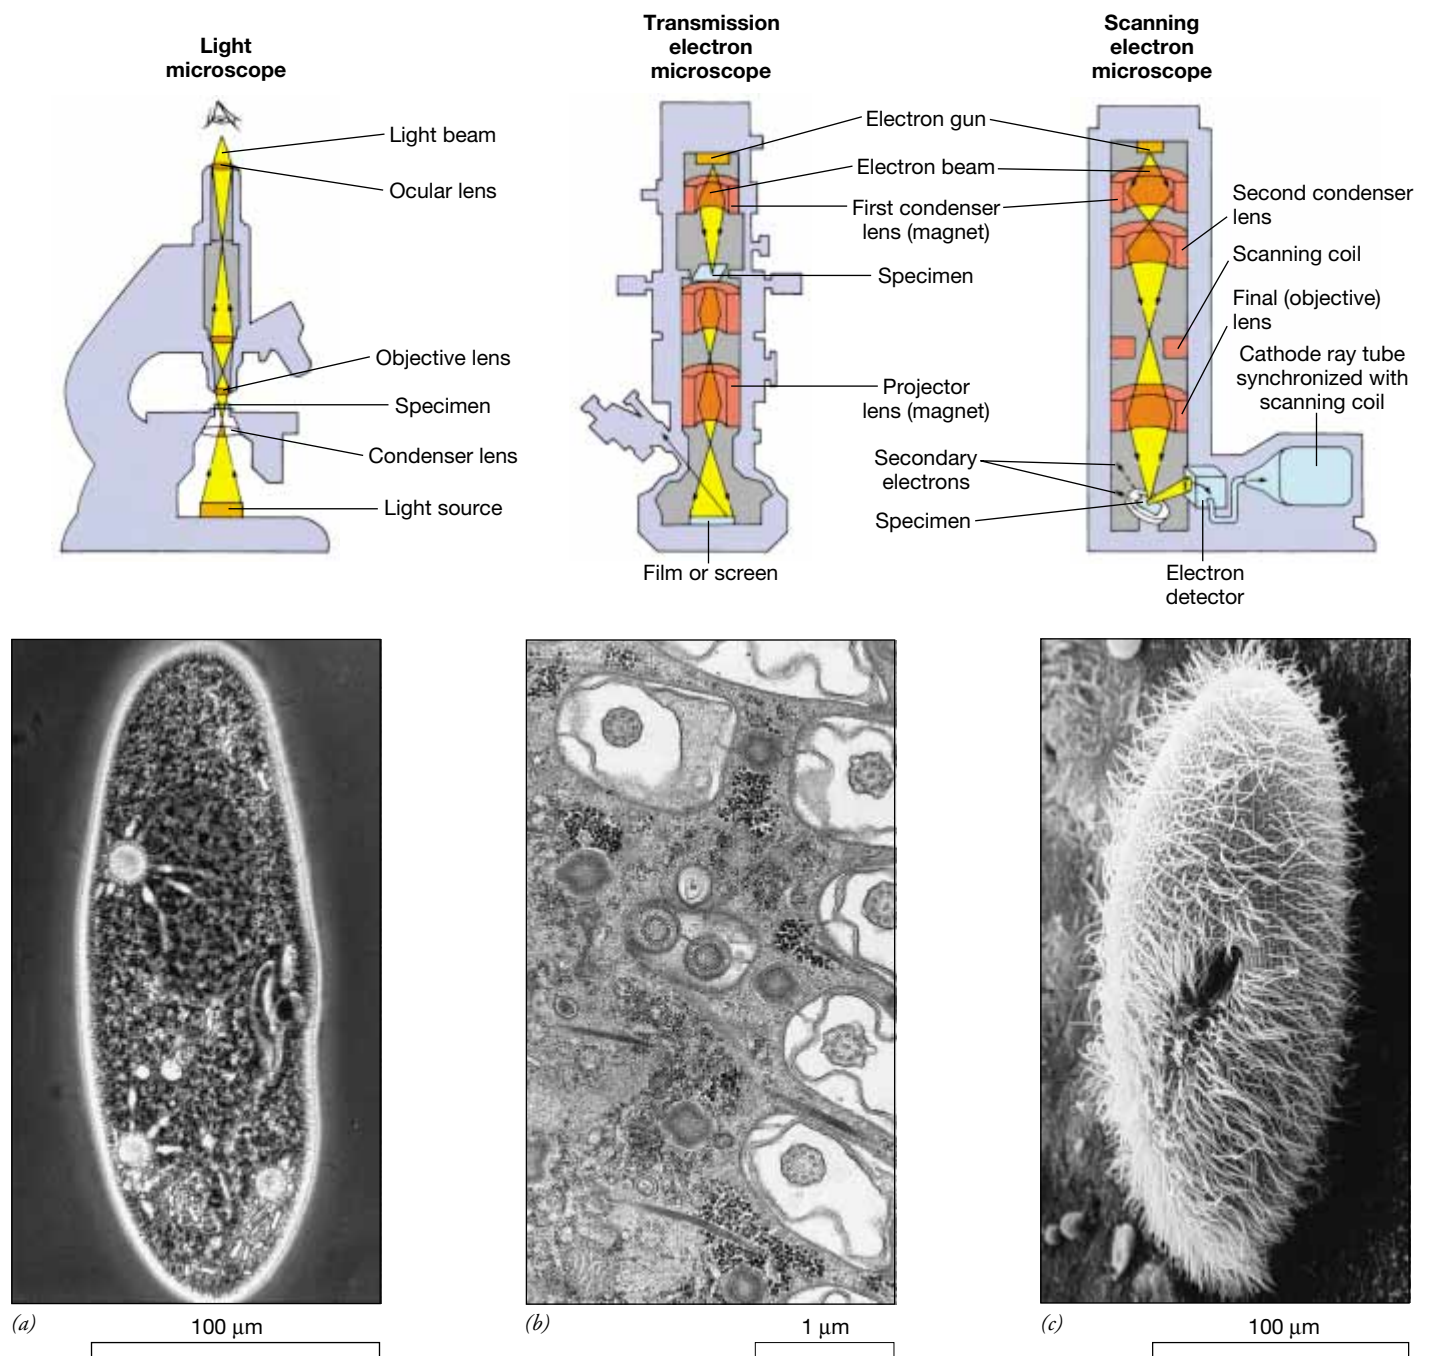 Light
microscope
Transmission
electron
microscope
Scanning
electron
microscope
Light beam
Ocular lens
Objective lens
Specimen
Condenser lens
Light source
Electron gun
Electron beam
First condenser
lens (magnet)
Specimen
Projector
lens (magnet)
Secondary
electrons
Specimen
Film or screen
Second condenser
lens
Scanning coil
Final (objective)
lens
Cathode ray tube
synchronized with
scanning coil
Electron
detector
(a)
100 μm
(b)
1 μm
(c)
100 μm